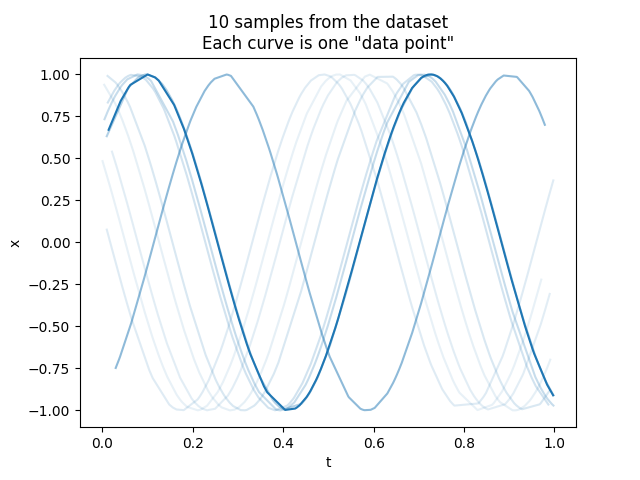 10 samples from the dataset
Each curve is one "data point"
1.00
0.75
0.50
0.25
0.00
−0.25
−0.50
−0.75
−1.00
x
0.0 0.2 0.4 0.6 0.8 1.0
t